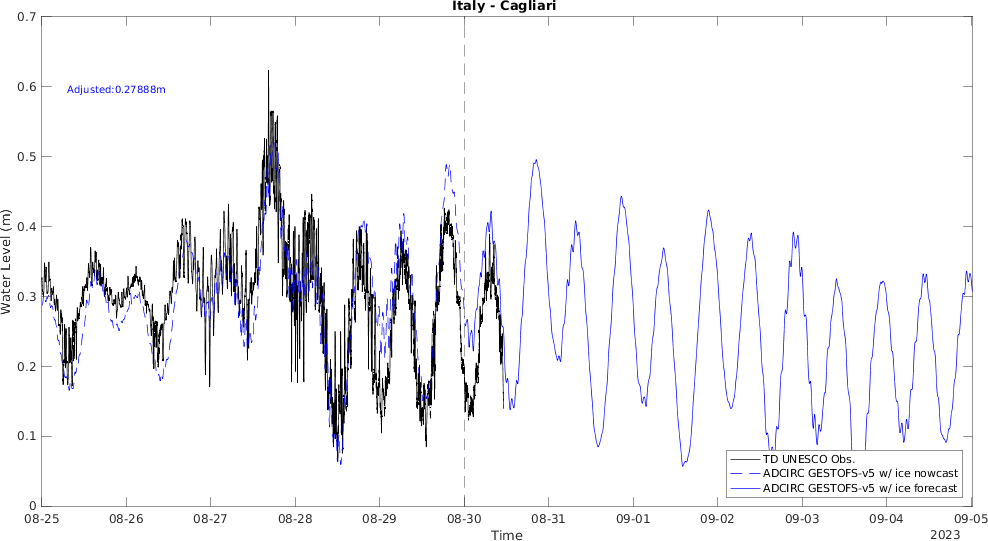 Italy - Cagliari
0.7
0.6
0.5
0.4
0.3
0.2
0.1
0
Water Level (m)
Adjusted:0.27888m
TD UNESCO Obs.
ADCIRC GESTOFS-v5 w/ ice nowcast
ADCIRC GESTOFS-v5 w/ ice forecast
08-25 08-26 08-27 08-28 08-29 08-30 08-31 09-01 09-02 09-03 09-04 09-05
Time
2023